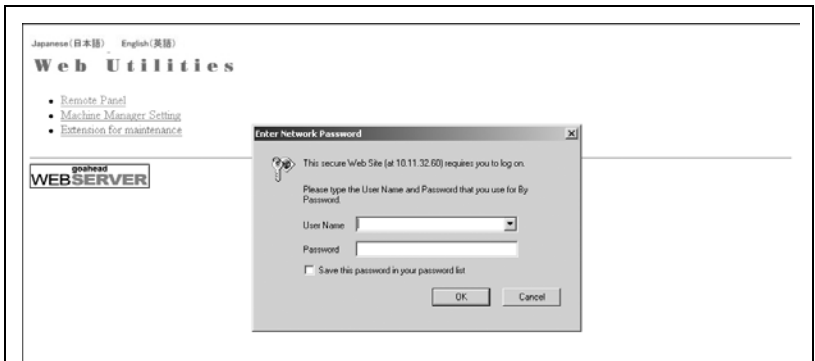 Japanese(日本語) English(英語)
Web Utilities
Remote Panel
Machine Manager Setting
Extension for maintenance
goahead
WEBSERVER
Enter Network Password
This secure Web Site (at 10.11.32.60) requires you to log on.
Please type the User Name and Password that you use for By
Password.
User Name
Password
Save this password in your password list
OK
Cancel